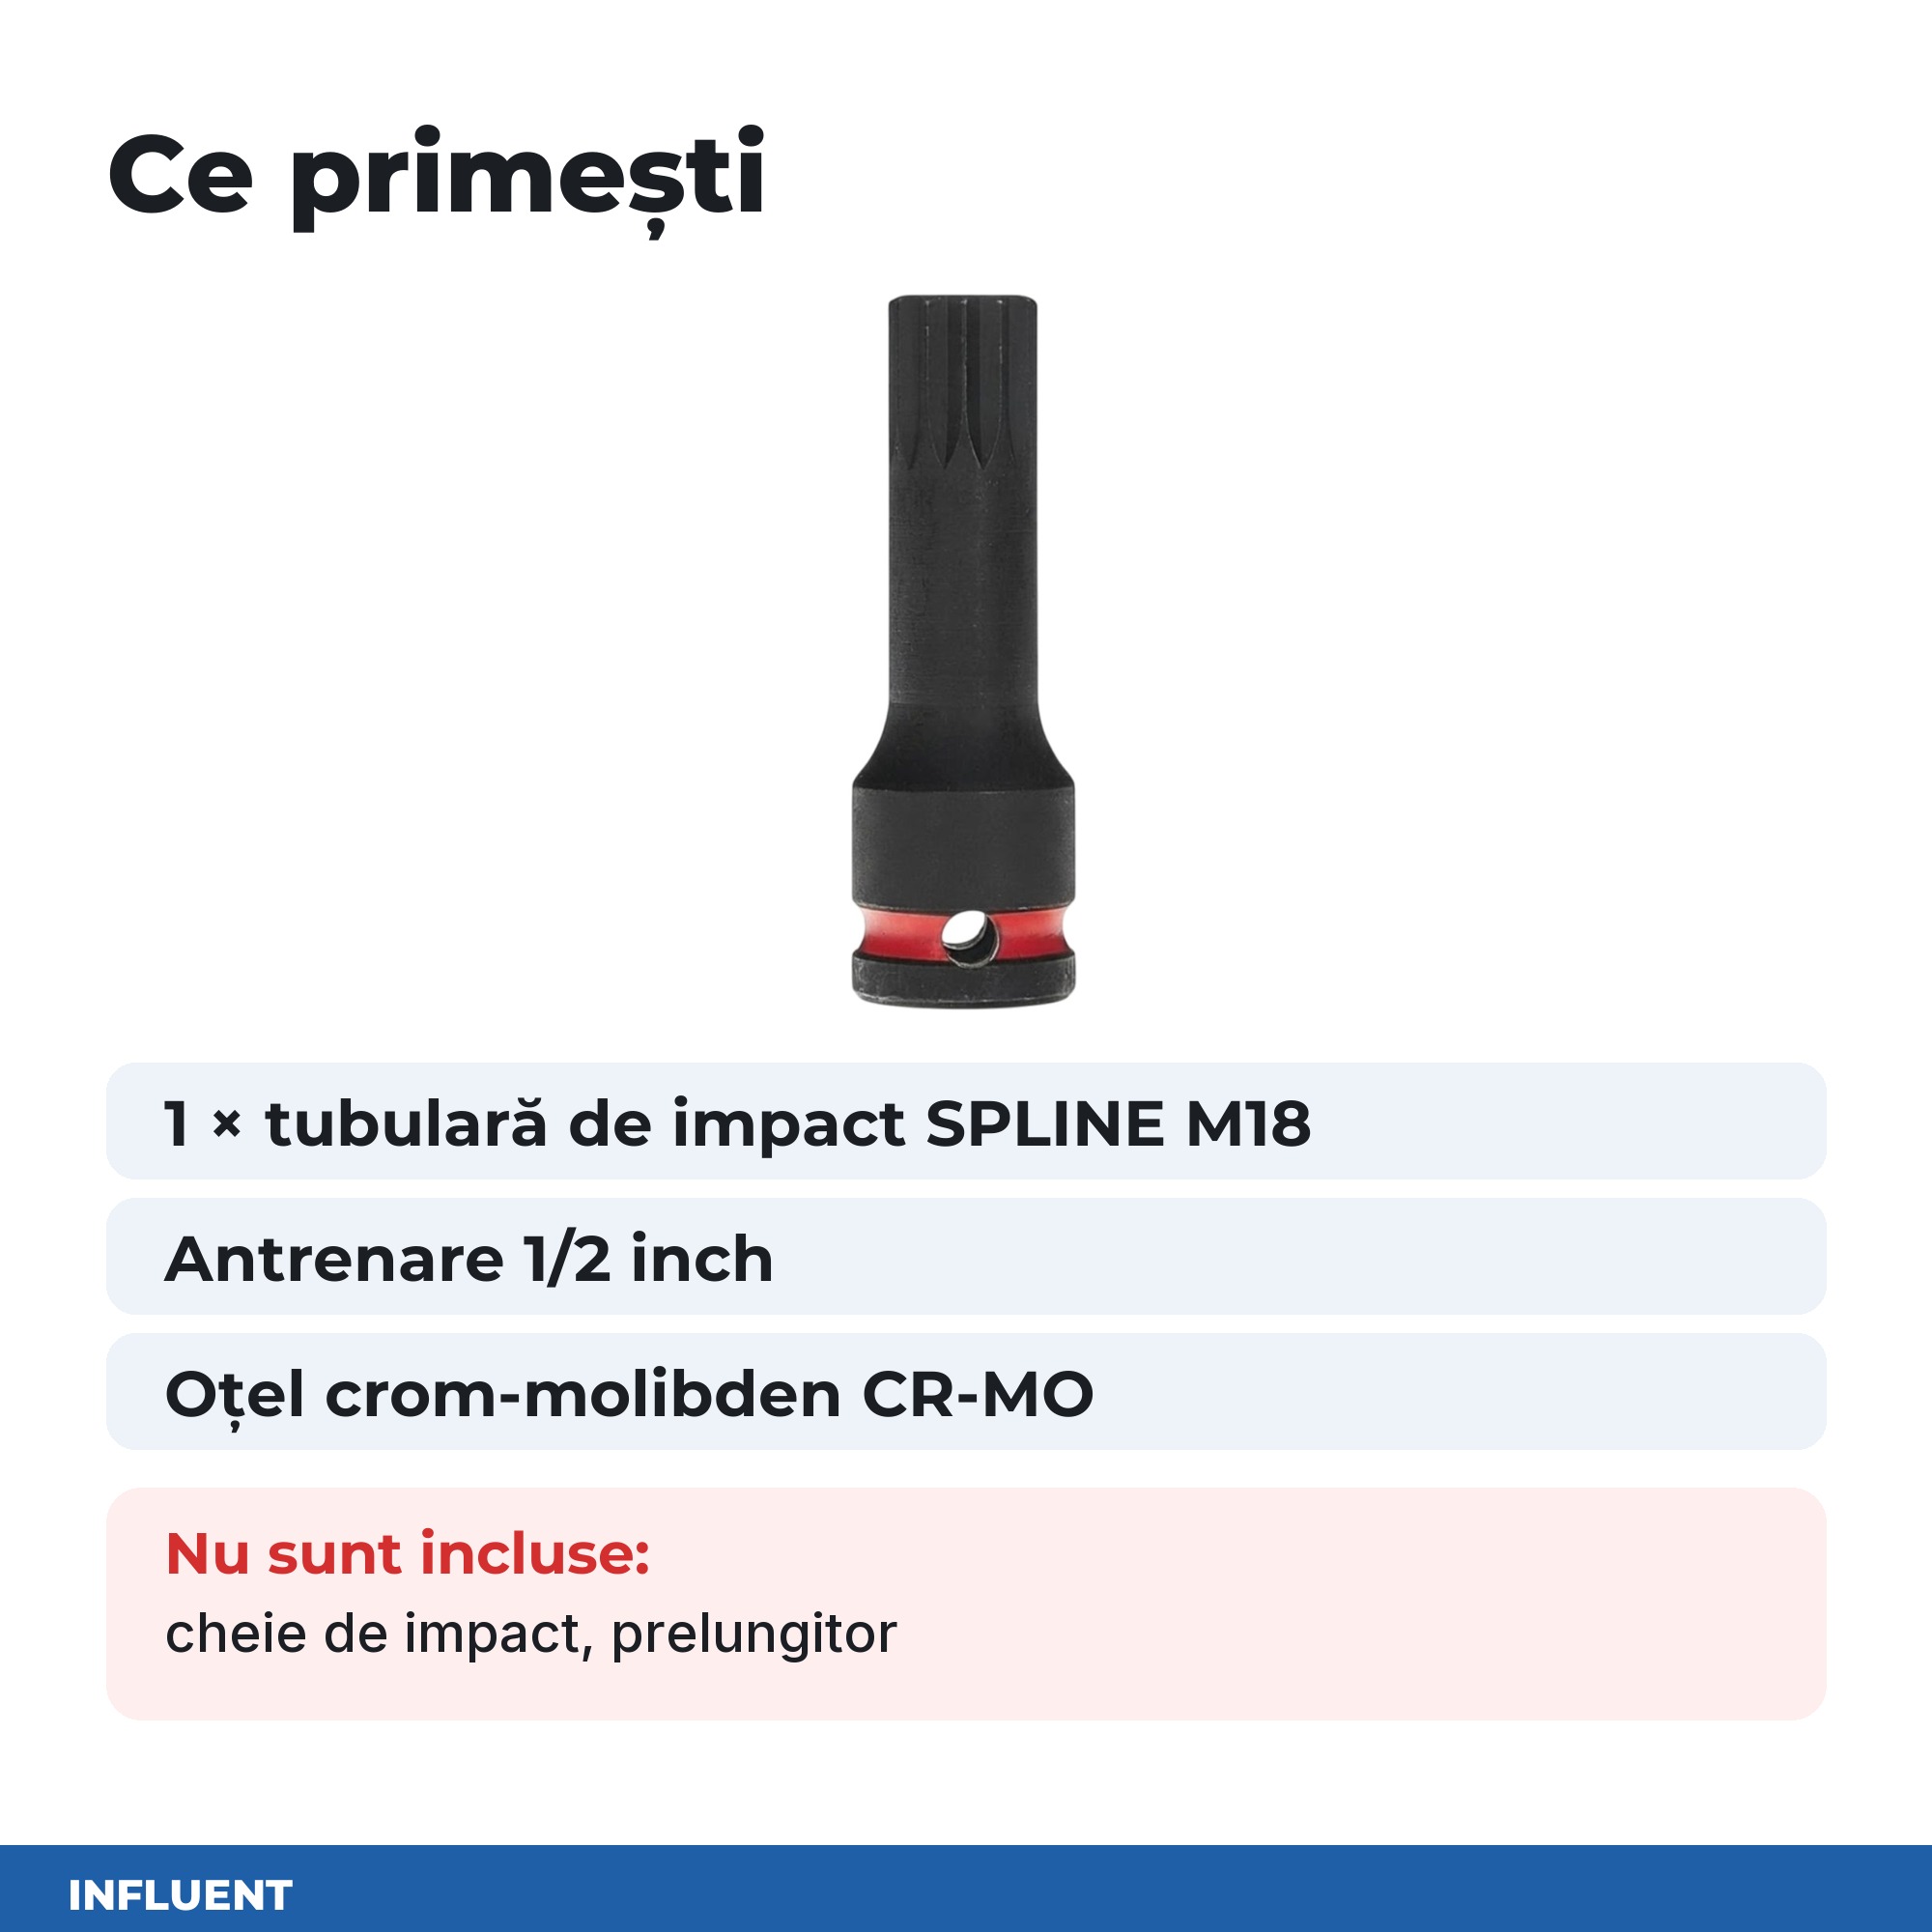 Ce primești
1 × tubulară de impact SPLINE M18
Antrenare 1/2 inch
Oțel crom-molibden CR-MO
Nu sunt incluse:
cheie de impact, prelungitor
INFLUENT